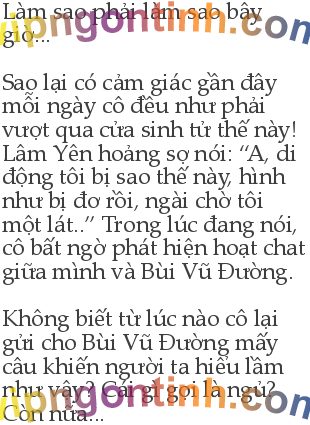 Làm sao phải làm sao bây
giờ...
vipngontinh.com
Sao lại có cảm giác gần đây
mỗi ngày cô đều như phải
vượt qua cửa sinh tử thế này!
Lâm Yên hoảng sợ nói: “A, di
động tôi bị sao thế này, hình
như bị đơ rồi, ngài chờ tôi
một lát..” Trong lúc đang nói,
cô bất ngờ phát hiện hoạt chat
giữa mình và Bùi Vũ Đường.
Không biết từ lúc nào cô lại
gửi cho Bùi Vũ Đường mấy
câu khiến người ta hiểu lầm
như vậy? Cái gì gọi là ngủ?
Còn nữa...
vipngontinh.com